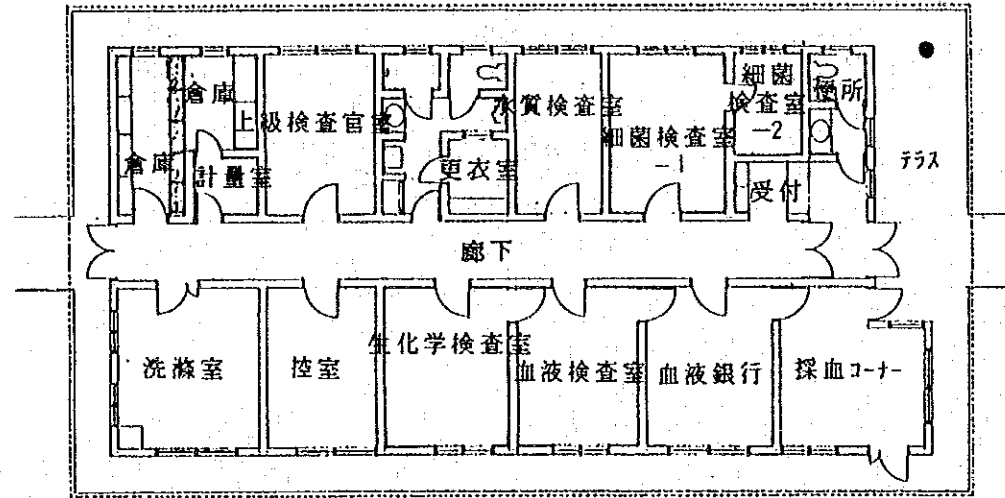 倉庫
倉庫
計量室
上級検査官室
更衣室
水質検査室
細菌検査室
-1
細菌
検査室
-2
便所
受付
テラス
廊下
洗滌室
控室
生化学検査室
血液検査室
血液銀行
採血コーナー